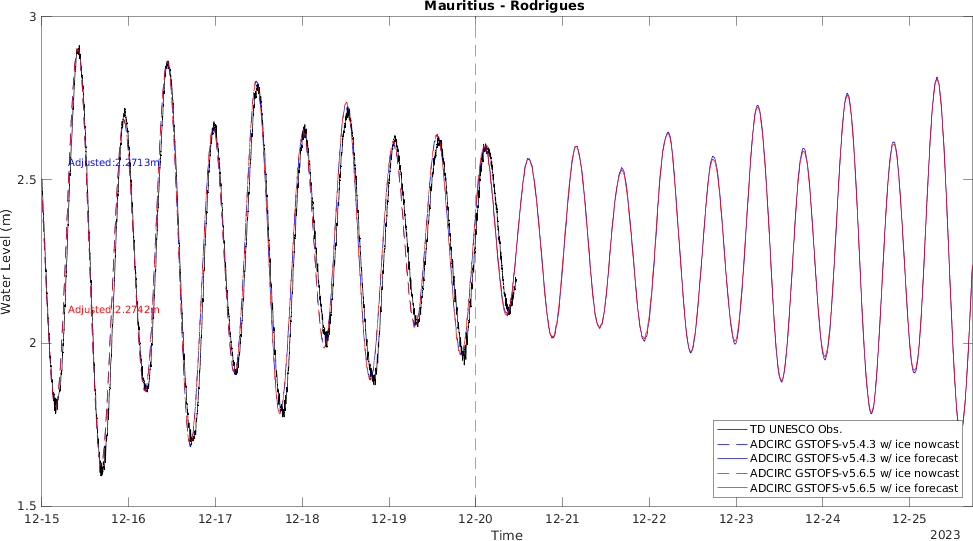 Mauritius - Rodrigues
Water Level (m)
3
2.5
2
1.5
Adjusted:2.2713m
Adjusted:2.2742m
TD UNESCO Obs.
ADCIRC GSTOFS-v5.4.3 w/ ice nowcast
ADCIRC GSTOFS-v5.4.3 w/ ice forecast
ADCIRC GSTOFS-v5.6.5 w/ ice nowcast
ADCIRC GSTOFS-v5.6.5 w/ ice forecast
12-15 12-16 12-17 12-18 12-19 12-20 12-21 12-22 12-23 12-24 12-25
Time
2023